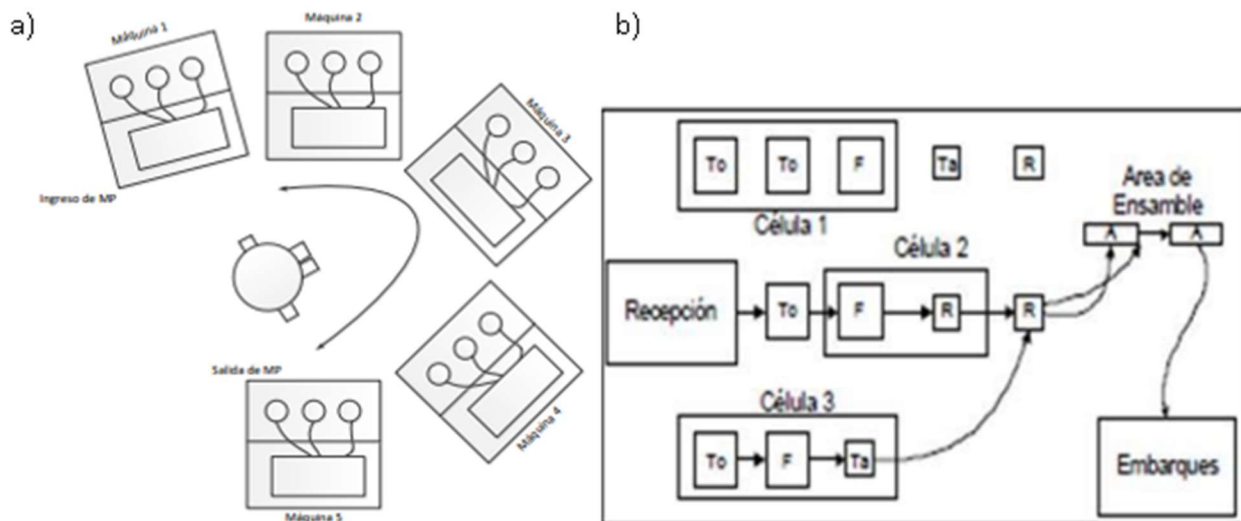 a)
Máquina 1
Máquina 2
Máquina 3
Ingreso de MP
Salida de MP
Máquina 4
Máquina 5
b)
To
To
F
Ta
R
Célula 1
Area de
Ensamble
A
A
Célula 2
Recepción
To
F
R
R
Célula 3
To
F
Ta
Embarques